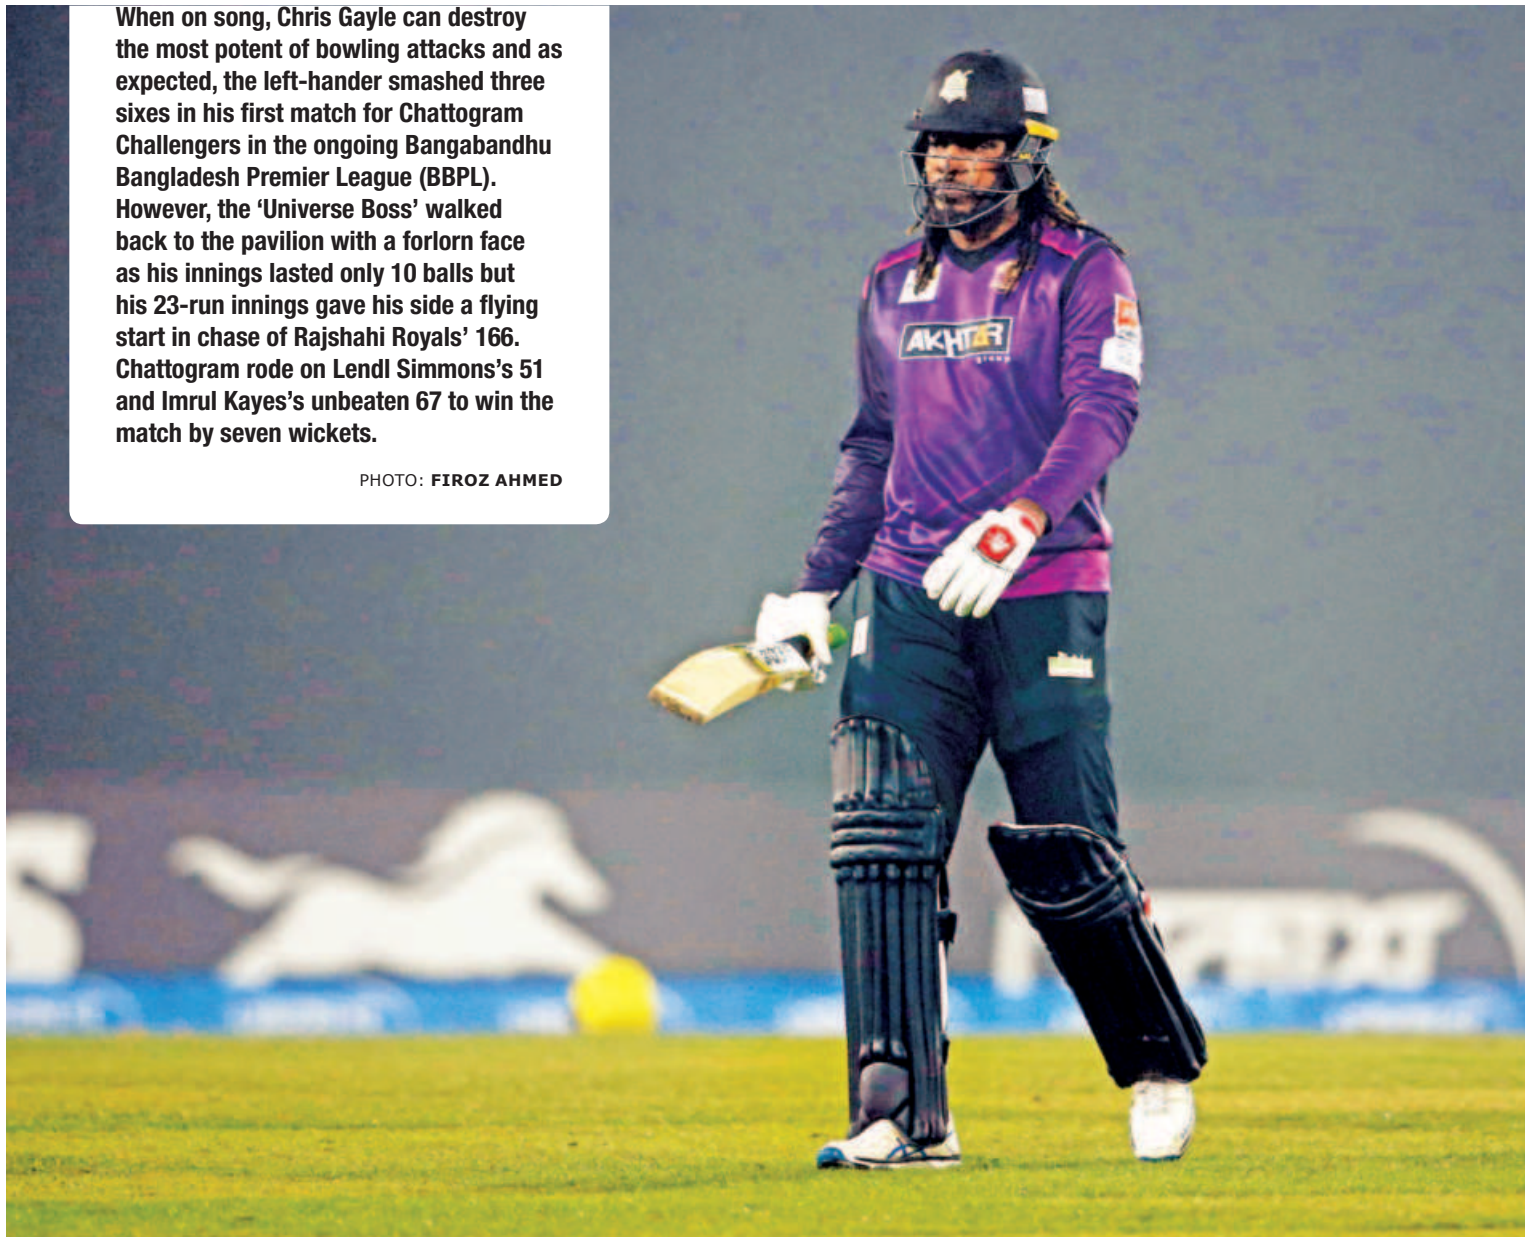 When on song, Chris Gayle can destroy
the most potent of bowling attacks and as
expected, the left-hander smashed three
sixes in his first match for Chattogram
Challengers in the ongoing Bangabandhu
Bangladesh Premier League (BBPL).
However, the ‘Universe Boss’ walked
back to the pavilion with a forlorn face
as his innings lasted only 10 balls but
his 23-run innings gave his side a flying
start in chase of Rajshahi Royals’ 166.
Chattogram rode on Lendl Simmons’s 51
and Imrul Kayes’s unbeaten 67 to win the
match by seven wickets.
PHOTO: FIROZ AHMED
AKHTAR
group